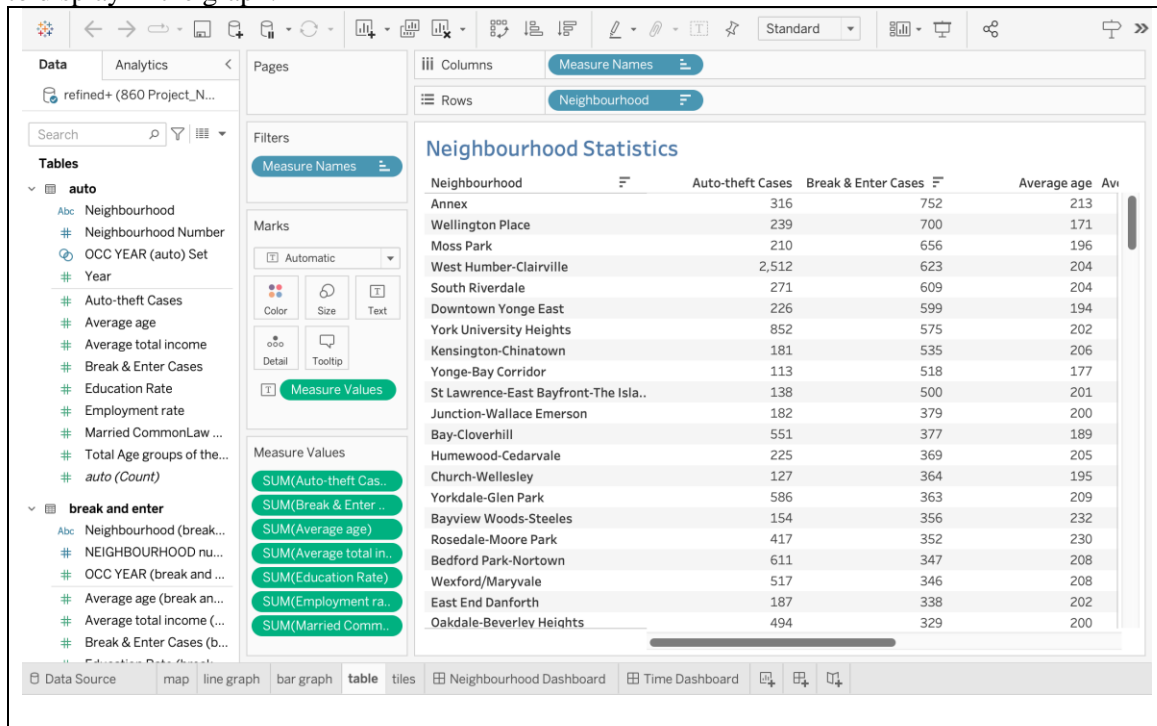 Standard
Data Analytics
refined+ (860 Project_N...
Search
Tables
auto
Abc Neighbourhood
# Neighbourhood Number
OCC YEAR (auto) Set
# Year
# Auto-theft Cases
# Average age
# Average total income
# Break & Enter Cases
# Education Rate
# Employment rate
# Married CommonLaw ...
# Total Age groups of the...
# auto (Count)
break and enter
Abc Neighbourhood (break...
# NEIGHBOURHOOD nu...
# OCC YEAR (break and ...
# Average age (break an...
# Average total income (...
# Break & Enter Cases (b...
Pages
Filters
Measure Names
Marks
T Automatic
Color Size Text
Detail Tooltip
T Measure Values
Measure Values
SUM(Auto-theft Cas..
SUM(Break & Enter ..
SUM(Average age)
SUM(Average total in..
SUM(Education Rate)
SUM(Employment ra..
SUM(Married Comm..
iii Columns Measure Names
Rows Neighbourhood
Neighbourhood Statistics
Neighbourhood Auto-theft Cases Break & Enter Cases Average age
Annex 316 752 213
Wellington Place 239 700 171
Moss Park 210 656 196
West Humber-Clairville 2,512 623 204
South Riverdale 271 609 204
Downtown Yonge East 226 599 194
York University Heights 852 575 202
Kensington-Chinatown 181 535 206
Yonge-Bay Corridor 113 518 177
St Lawrence-East Bayfront-The Isla.. 138 500 201
Junction-Wallace Emerson 182 379 200
Bay-Cloverhill 551 377 189
Humewood-Cedarvale 225 369 205
Church-Wellesley 127 364 195
Yorkdale-Glen Park 586 363 209
Bayview Woods-Steeles 154 356 232
Rosedale-Moore Park 417 352 230
Bedford Park-Nortown 611 347 208
Wexford/Maryvale 517 346 208
East End Danforth 187 338 202
Oakdale-Beverley Heights 494 329 200
Data Source map line graph bar graph table tiles Neighbourhood Dashboard Time Dashboard